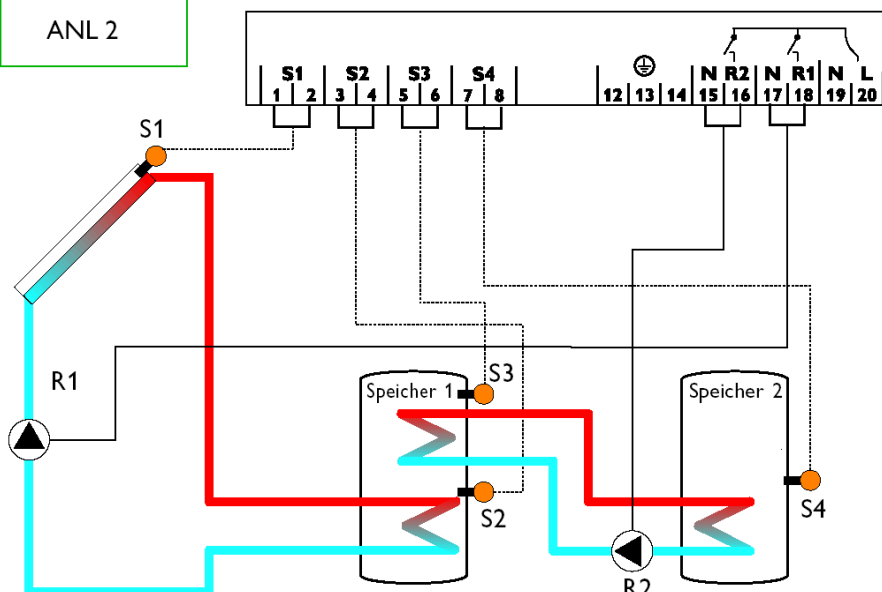 ANL 2
S1 S2 S3 S4 N R2 N R1 N L
1 2 3 4 5 6 7 8 12 13 14 15 16 17 18 19 20
S1
R1
S3
Speicher 1
Speicher 2
S2
S4
R2